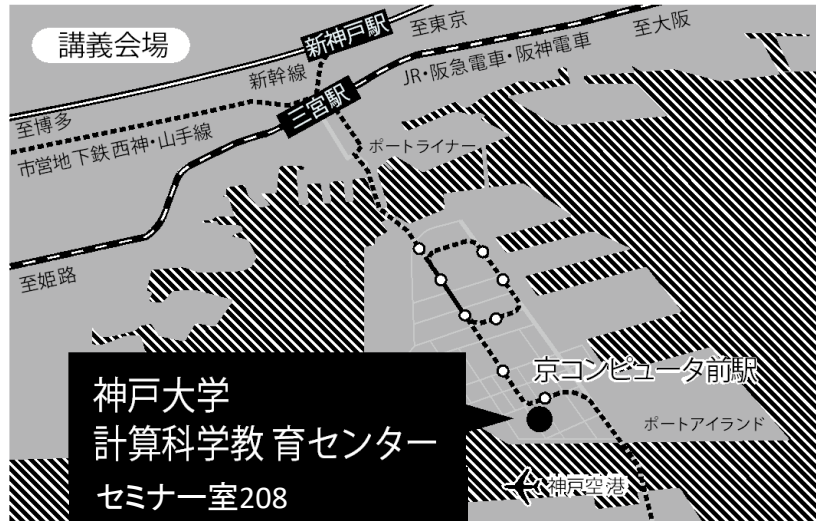 講義会場
新神戸駅
至東京
至大阪
新幹線
JR・阪急電車・阪神電車
三宮駅
至博多
市営地下鉄西神・山手線
ポートライナー
至姫路
京コンピュータ前駅
神戸大学
計算科学教育センター
セミナー室208
ポートアイランド
神戸空港